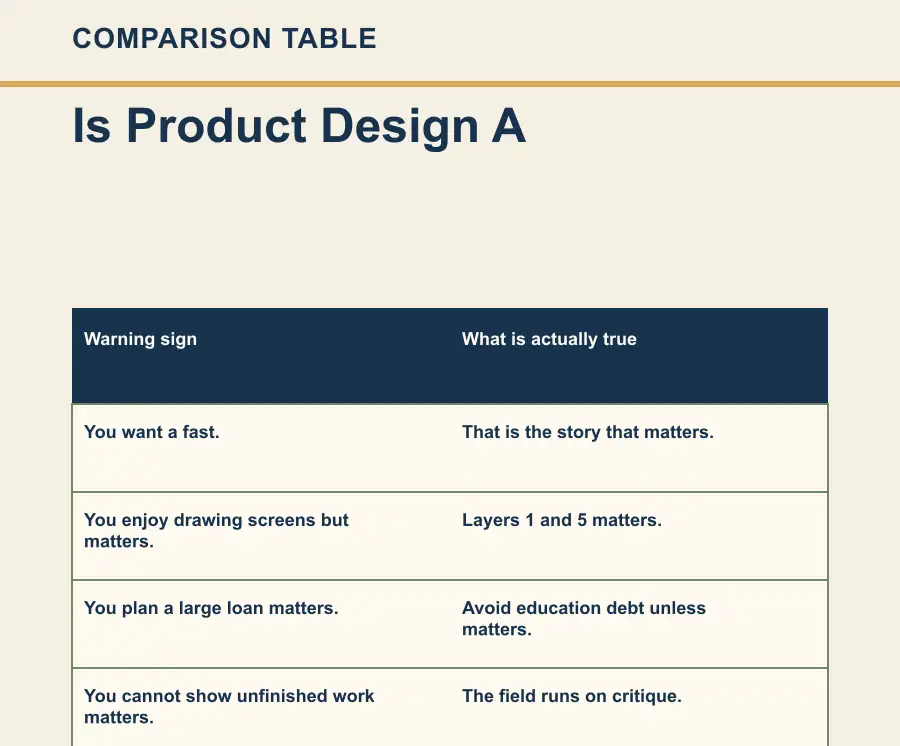 COMPARISON TABLE
Is Product Design A
Warning sign
What is actually true
You want a fast.
That is the story that matters.
You enjoy drawing screens but
matters.
Layers 1 and 5 matters.
You plan a large loan matters.
Avoid education debt unless
matters.
You cannot show unfinished work
matters.
The field runs on critique.